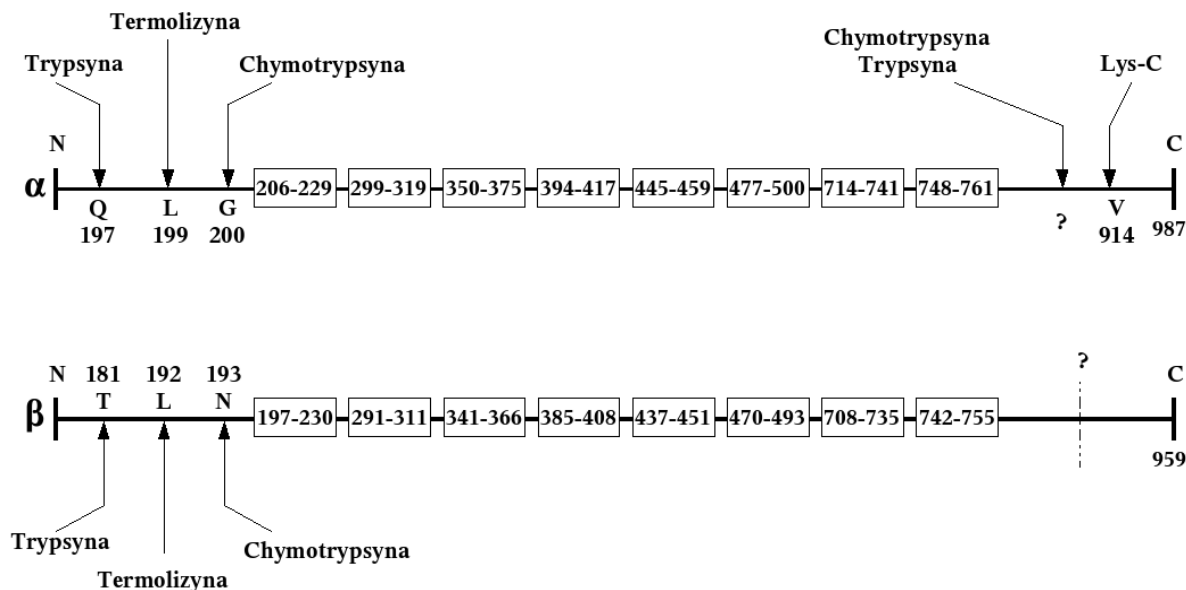 Termolizyna
Trypsyna
Chymotrypsyna
Chymotrypsyna
Trypsyna
Lys-C
N
C
α
206-229 299-319 350-375 394-417 445-459 477-500 714-741 748-761
Q L G
197 199 200
?
V
914
987
N 181 192 193
T L N
?
C
β
197-230 291-311 341-366 385-408 437-451 470-493 708-735 742-755
959
Trypsyna
Chymotrypsyna
Termolizyna